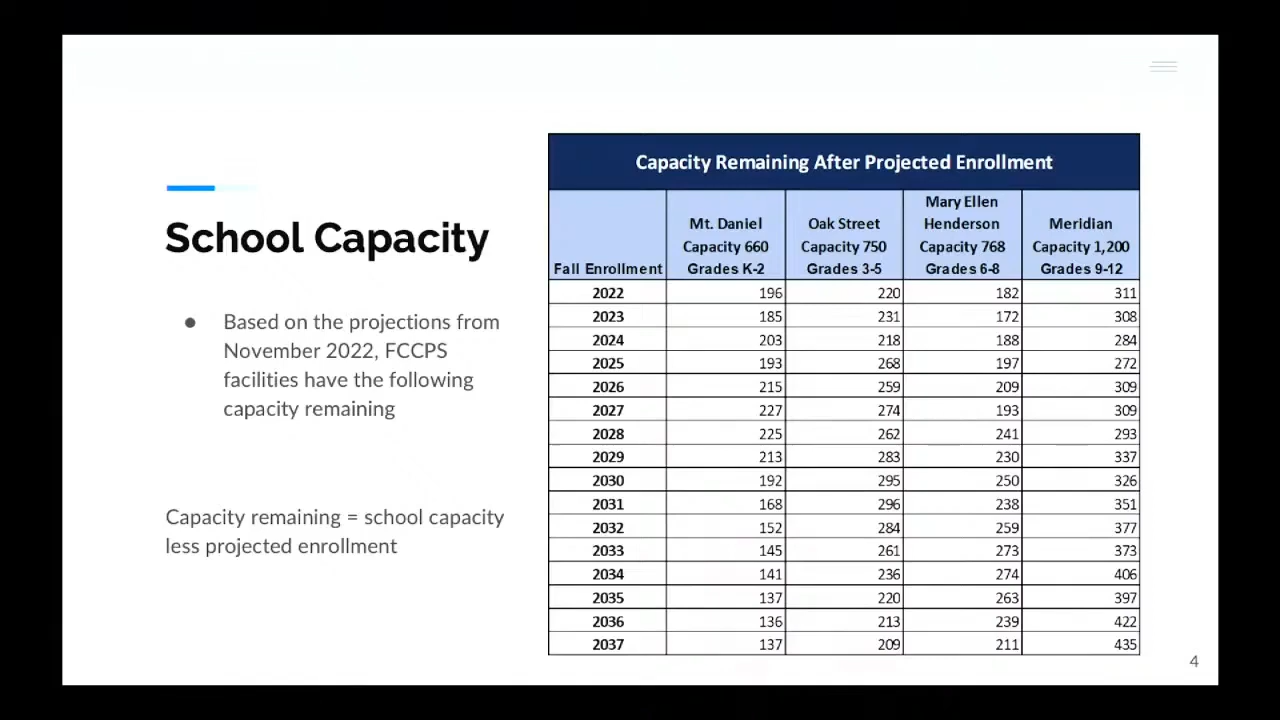 School Capacity
● Based on the projections from
November 2022, FCCPS
facilities have the following
capacity remaining
Capacity remaining = school capacity
less projected enrollment
Capacity Remaining After Projected Enrollment
Fall Enrollment Mt. Daniel Capacity 660 Grades K-2 Oak Street Capacity 750 Grades 3-5 Mary Ellen Henderson Capacity 768 Grades 6-8 Meridian Capacity 1,200 Grades 9-12
2022 196 220 182 311
2023 185 231 172 308
2024 203 218 188 284
2025 193 268 197 272
2026 215 259 209 309
2027 227 274 193 309
2028 225 262 241 293
2029 213 283 230 337
2030 192 295 250 326
2031 168 296 238 351
2032 152 284 259 377
2033 145 261 273 373
2034 141 236 274 406
2035 137 220 263 397
2036 136 213 239 422
2037 137 209 211 435
4